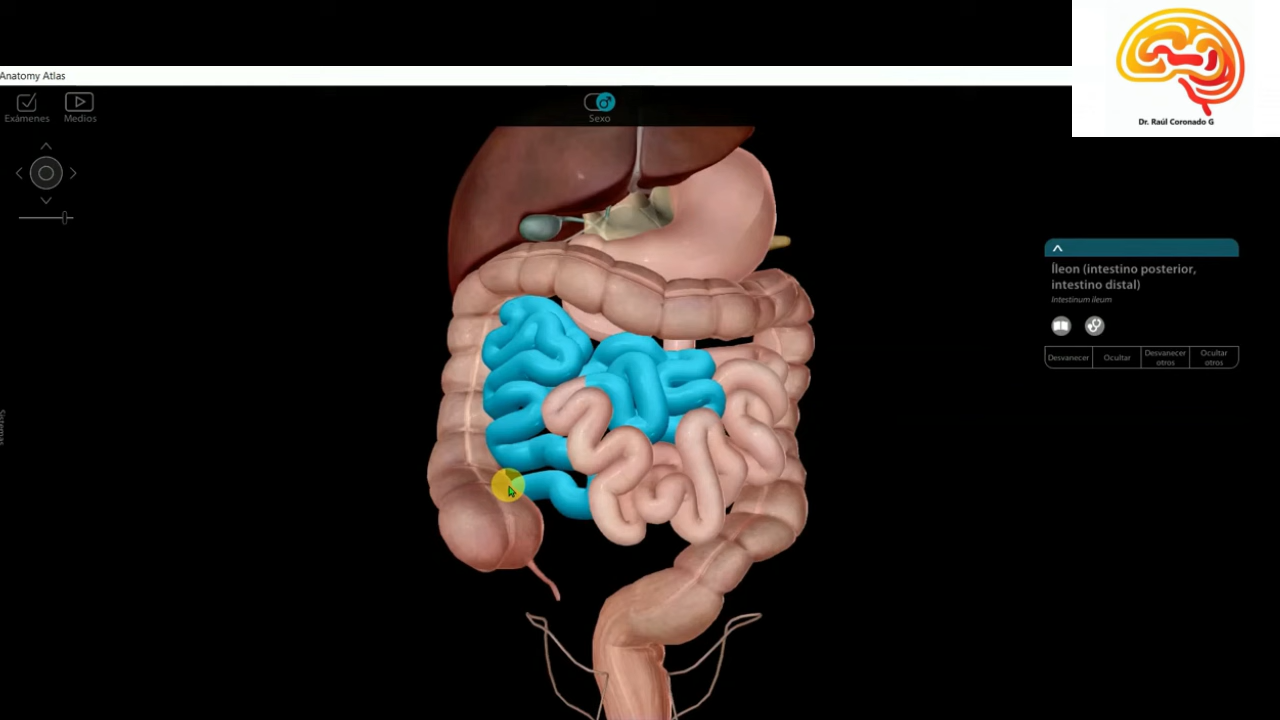 Anatomy Atlas
Exámenes
Medios
Sexo
Dr. Raúl Coronado G
Íleon (intestino posterior,
intestino distal)
Intestinum ileum
Desvanecer
Ocultar
Desvanecer
otros
Ocultar
otros
Sistemas